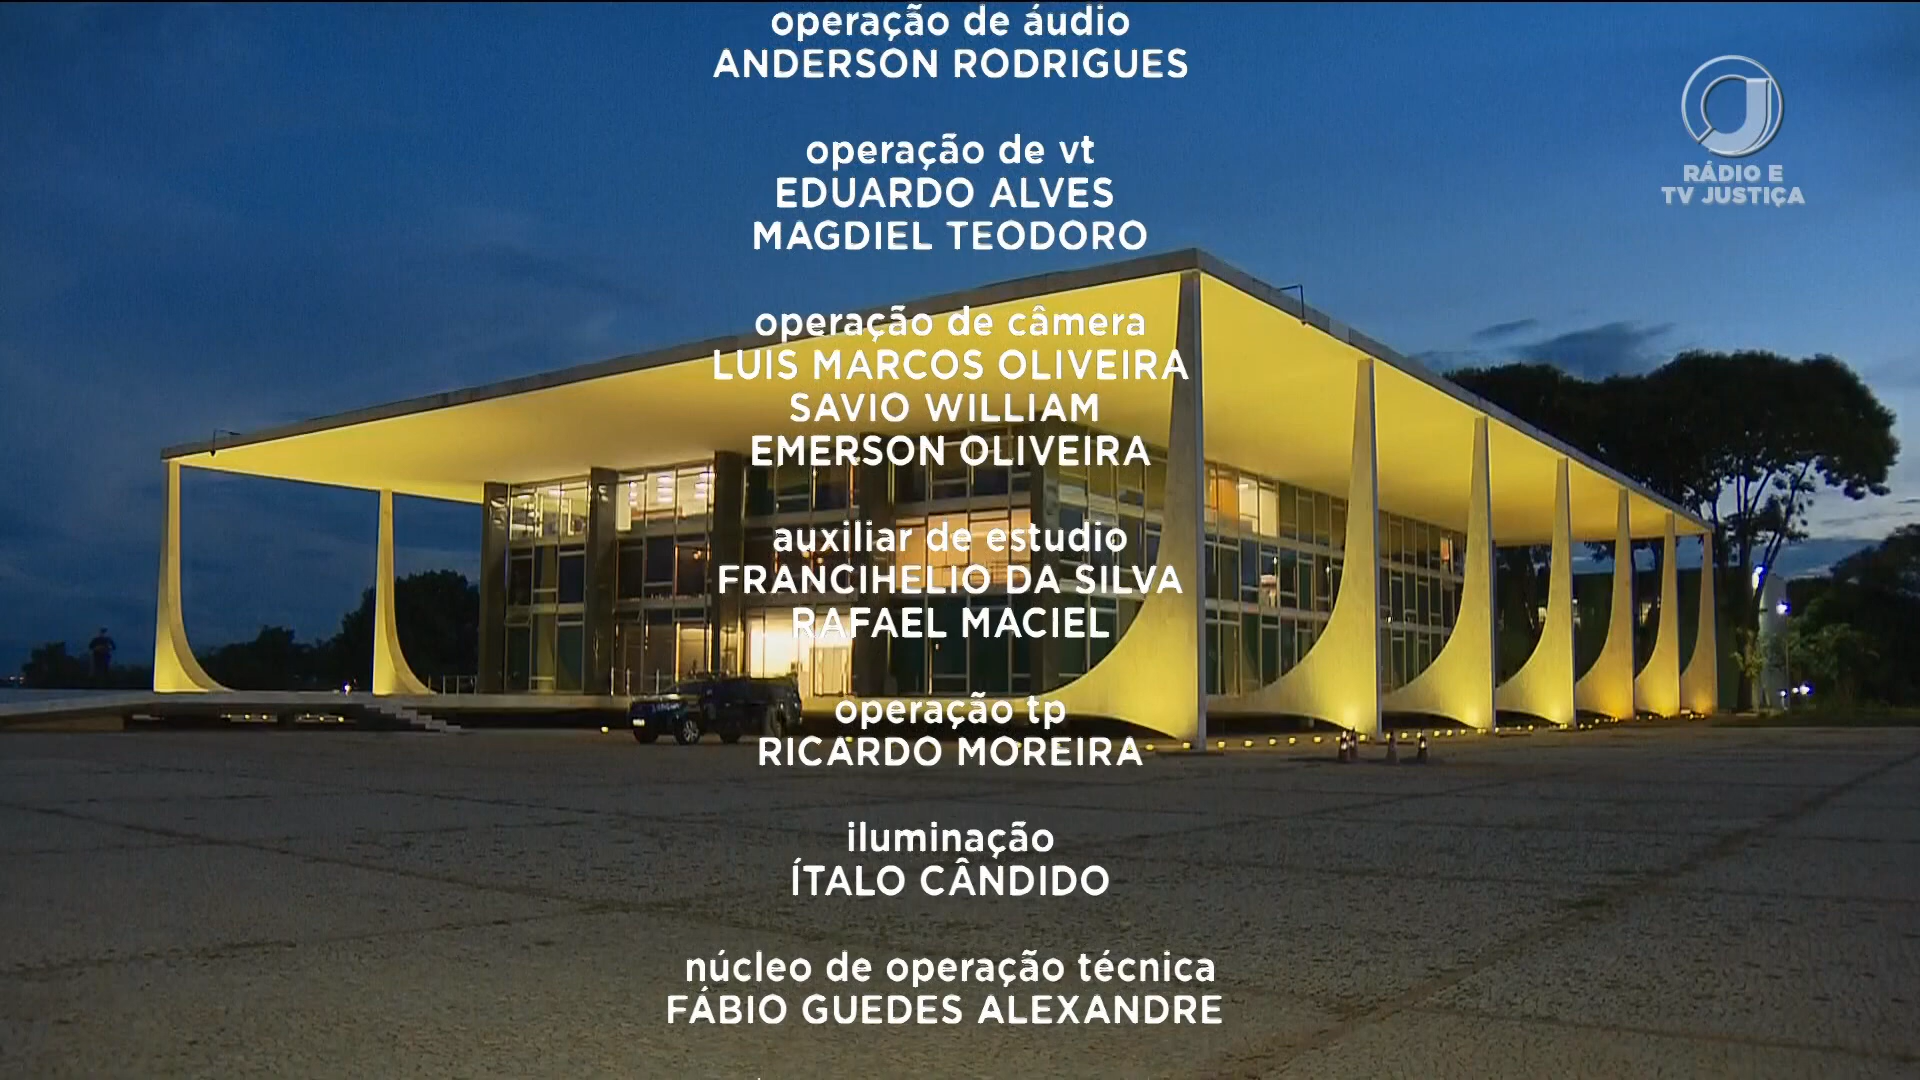 operação de áudio
ANDERSON RODRIGUES
operação de vt
EDUARDO ALVES
MAGDIEL TEODORO
operação de câmera
LUIS MARCOS OLIVEIRA
SAVIO WILLIAM
EMERSON OLIVEIRA
auxiliar de estudio
FRANCIHELIO DA SILVA
RAFAEL MACIEL
operação tp
RICARDO MOREIRA
iluminação
ÍTALO CÂNDIDO
núcleo de operação técnica
FÁBIO GUEDES ALEXANDRE
RÁDIO E
TV JUSTIÇA